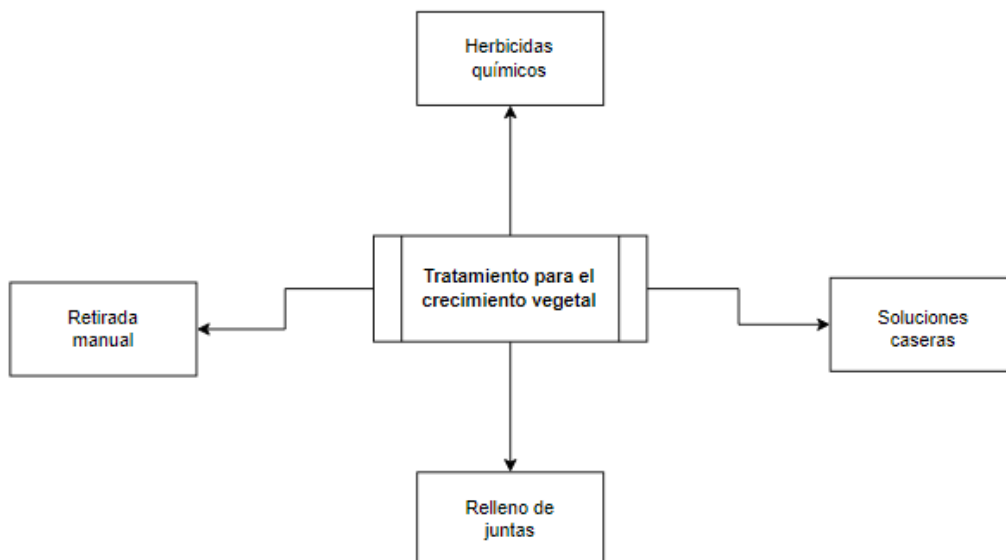 Herbicidas
químicos
Tratamiento para el
crecimiento vegetal
Retirada
manual
Soluciones
caseras
Relleno de
juntas